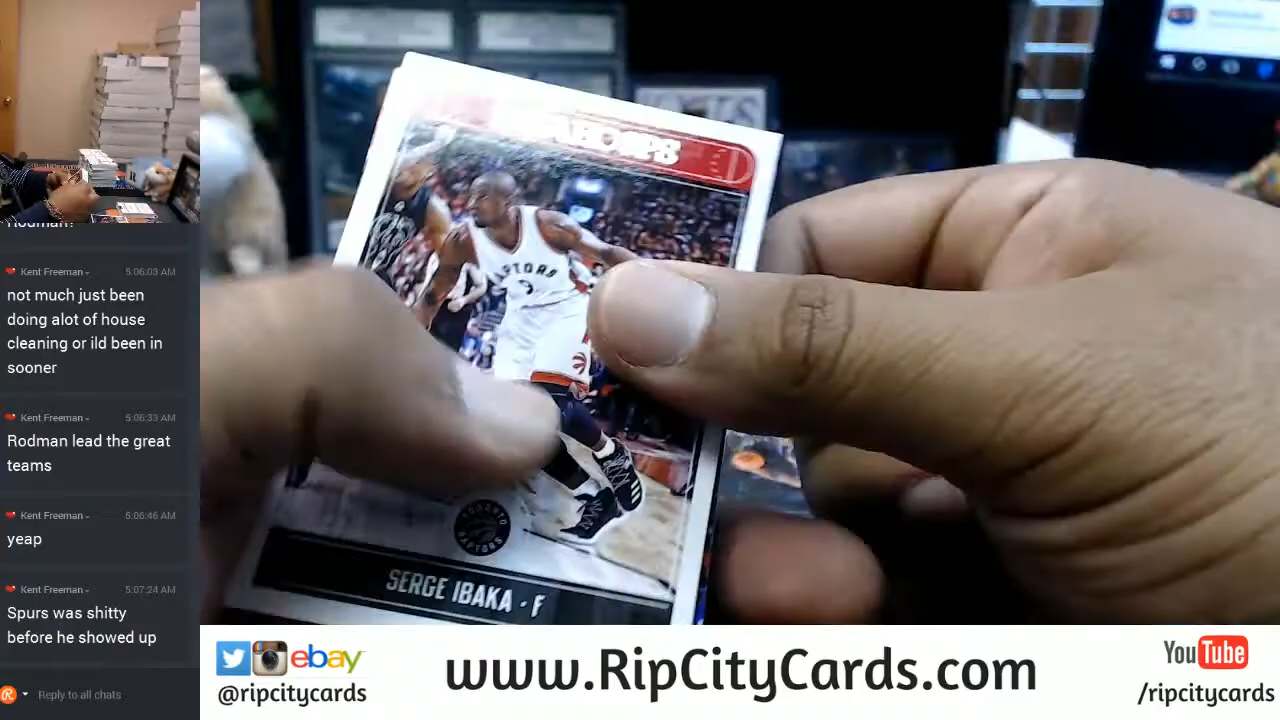 Rodman?
Kent Freeman 5:06:03 AM
not much just been
doing alot of house
cleaning or ild been in
sooner
Kent Freeman 5:06:33 AM
Rodman lead the great
teams
Kent Freeman 5:06:46 AM
yeap
Kent Freeman 5:07:24 AM
Spurs was shitty
before he showed up
Reply to all chats
RAPTORS
SERGE IBAKA · F
ebay
@ripcitycards
www.RipCityCards.com
YouTube
/ripcitycards